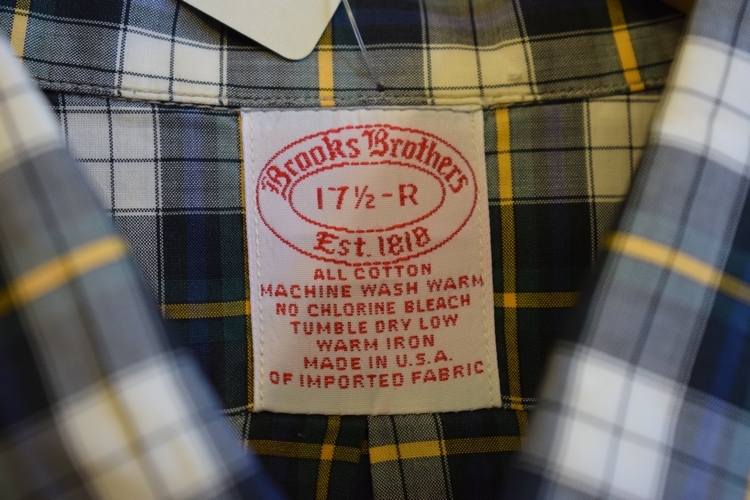 Brooks Brothers
17½-R
Est. 1818
ALL COTTON
MACHINE WASH WARM
NO CHLORINE BLEACH
TUMBLE DRY LOW
WARM IRON
MADE IN U.S.A.
OF IMPORTED FABRIC